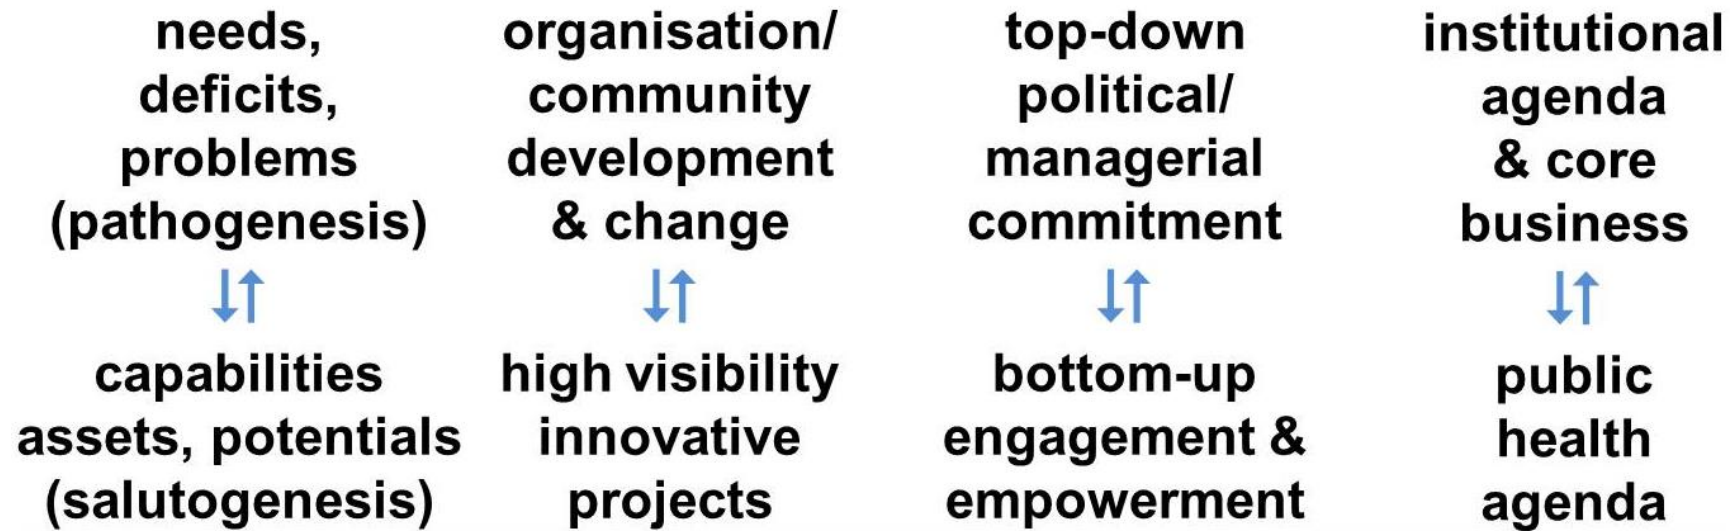 needs,
deficits,
problems
(pathogenesis)
capabilities
assets, potentials
(salutogenesis)
organisation/
community
development
& change
high visibility
innovative
projects
top-down
political/
managerial
commitment
bottom-up
engagement &
empowerment
institutional
agenda
& core
business
public
health
agenda